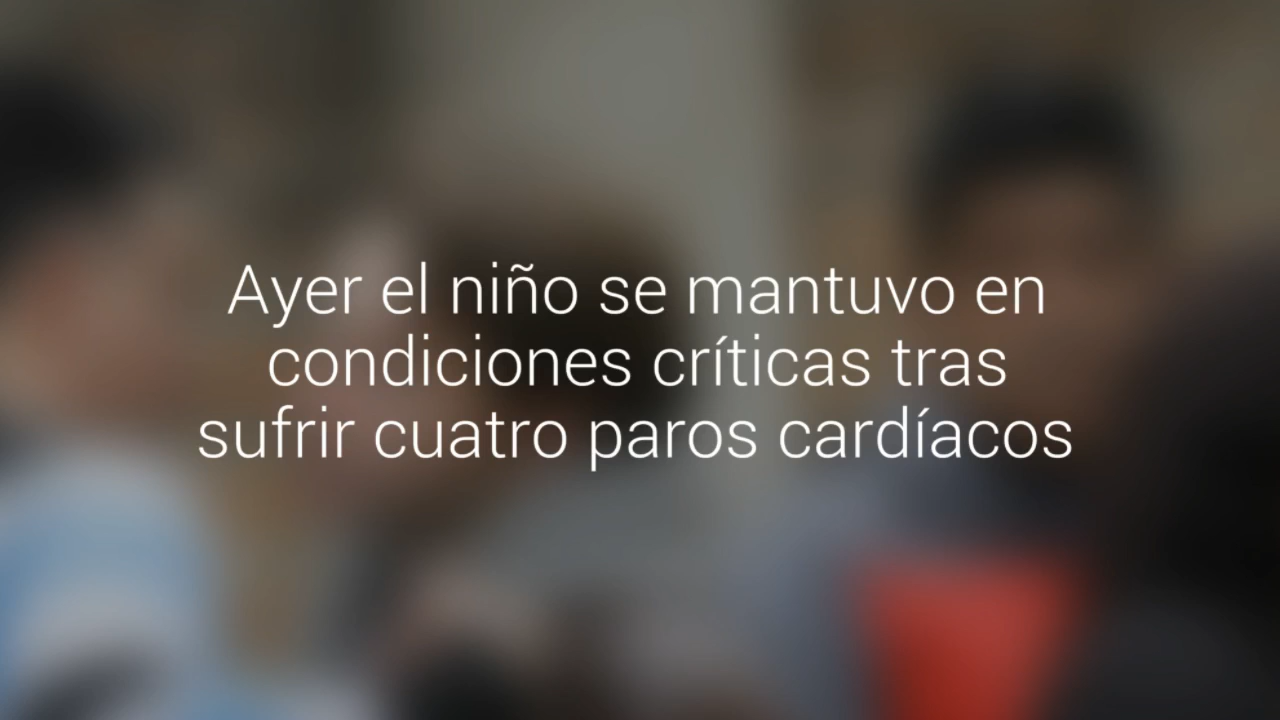 Ayer el niño se mantuvo en
condiciones críticas tras
sufrir cuatro paros cardíacos